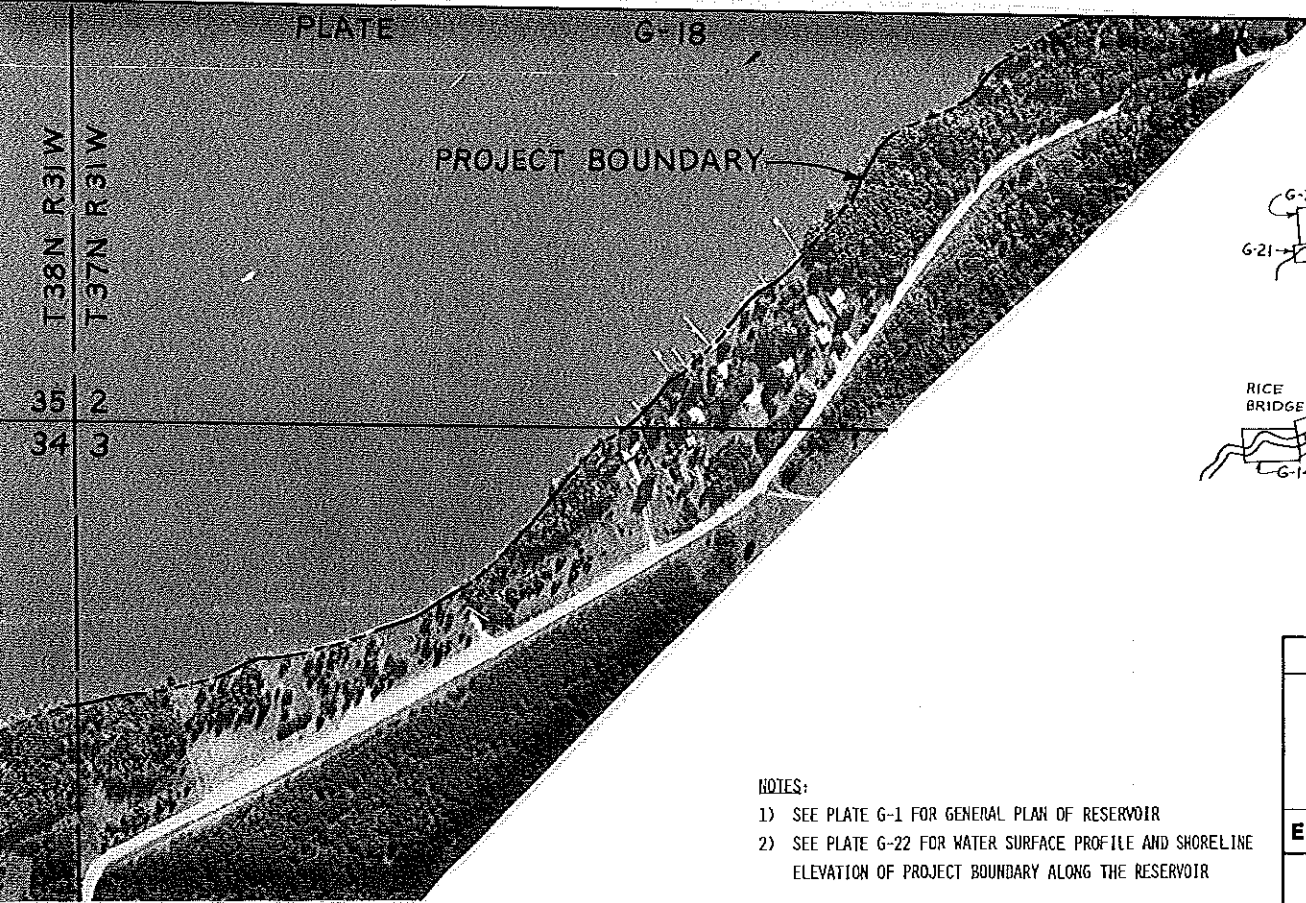 PLATE G-18
T38N R31W
T37N R31W
PROJECT BOUNDARY
35 2
34 3
G-21
RICE
BRIDGE
NOTES:
1) SEE PLATE G-1 FOR GENERAL PLAN OF RESERVOIR
2) SEE PLATE G-22 FOR WATER SURFACE PROFILE AND SHORELINE
ELEVATION OF PROJECT BOUNDARY ALONG THE RESERVOIR